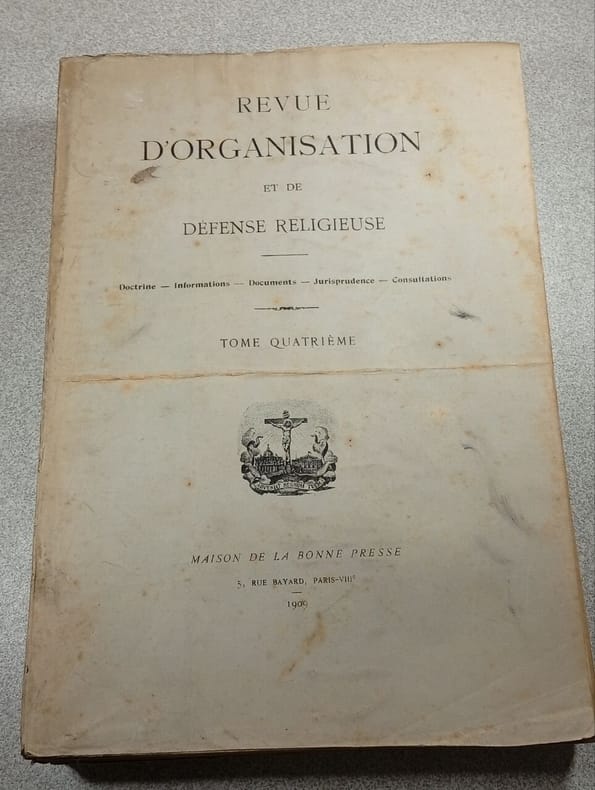 REVUE
D'ORGANISATION
ET DE
DÉFENSE RELIGIEUSE
Doctrine — Informations — Documents — Jurisprudence — Consultations
TOME QUATRIÈME
MAISON DE LA BONNE PRESSE
5, RUE BAYARD, PARIS-VIIIe
1909